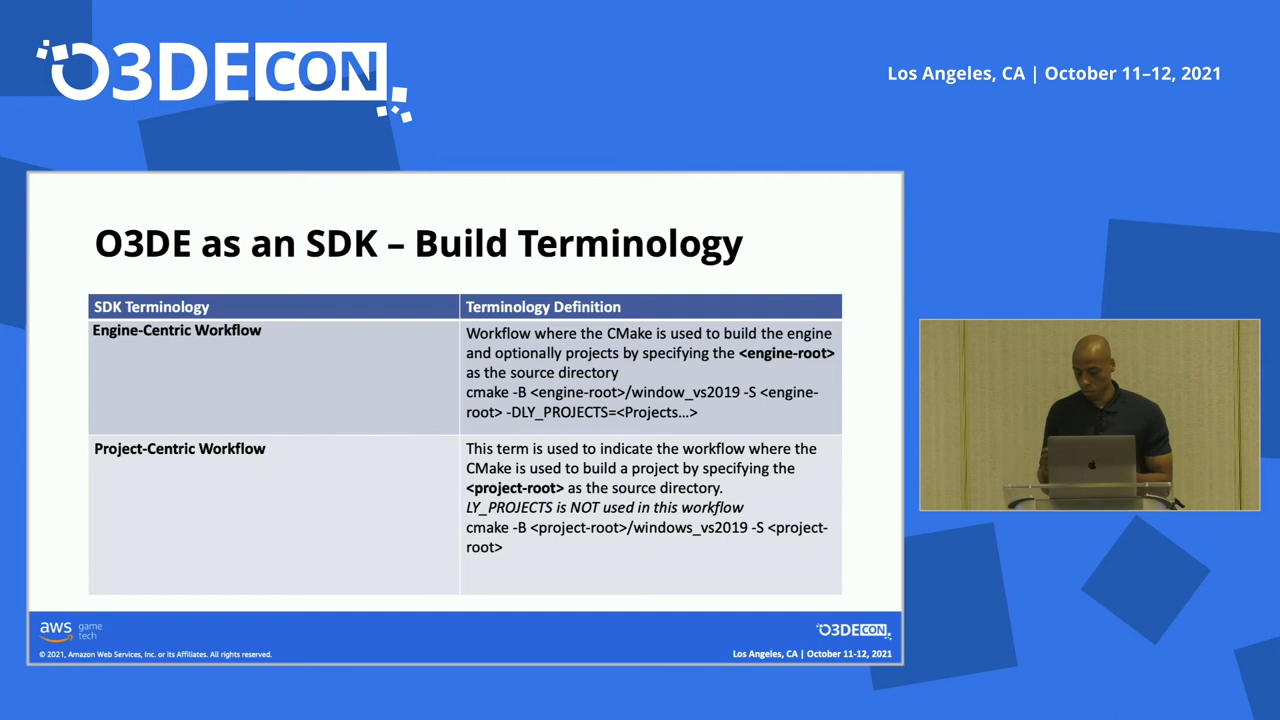 O3DECON
Los Angeles, CA | October 11–12, 2021
O3DE as an SDK – Build Terminology
SDK Terminology
Terminology Definition
Engine-Centric Workflow
Workflow where the CMake is used to build the engine
and optionally projects by specifying the <engine-root>
as the source directory
cmake -B <engine-root>/window_vs2019 -S <engine-
root> -DLY_PROJECTS=<Projects...>
Project-Centric Workflow
This term is used to indicate the workflow where the
CMake is used to build a project by specifying the
<project-root> as the source directory.
LY_PROJECTS is NOT used in this workflow
cmake -B <project-root>/windows_vs2019 -S <project-
root>
aws game
tech
© 2021, Amazon Web Services, Inc. or its Affiliates. All rights reserved.
O3DECON
Los Angeles, CA | October 11-12, 2021